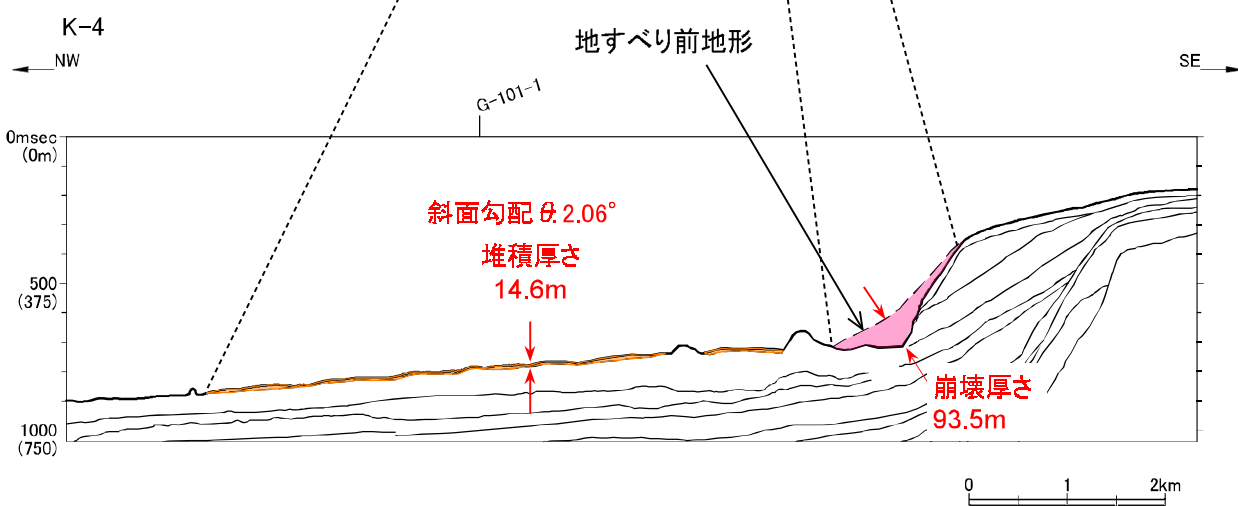 K-4
NW
地すべり前地形
SE
G-101-1
0msec
(0m)
斜面勾配 θ:2.06°
堆積厚さ
14.6m
500
(375)
崩壊厚さ
93.5m
1000
(750)
0 1 2km